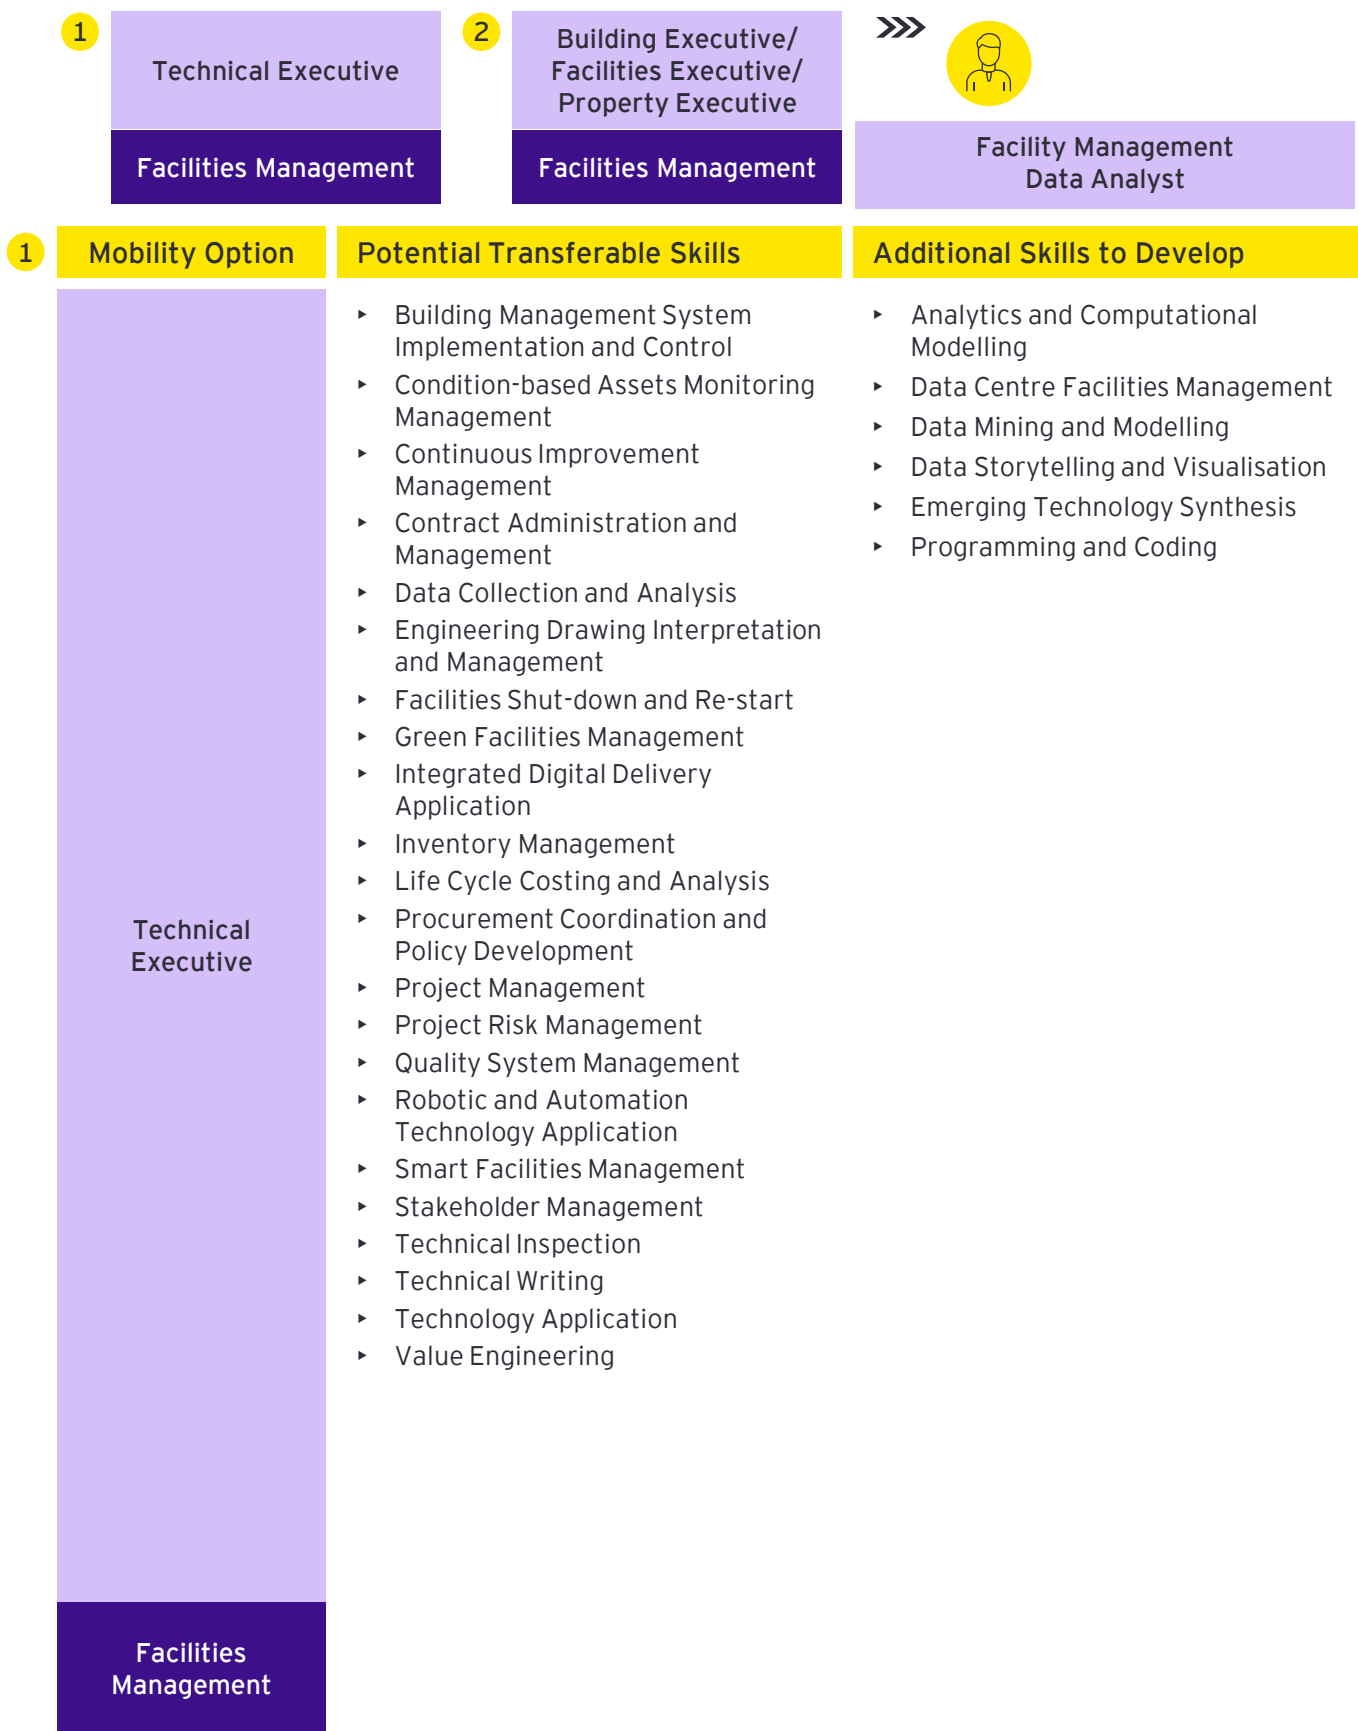 1
Technical Executive
Facilities Management
2
Building Executive/
Facilities Executive/
Property Executive
Facilities Management
Facility Management
Data Analyst
1
Mobility Option
Potential Transferable Skills
Additional Skills to Develop
Technical
Executive
Facilities
Management
▸ Building Management System
Implementation and Control
▸ Condition-based Assets Monitoring
Management
▸ Continuous Improvement
Management
▸ Contract Administration and
Management
▸ Data Collection and Analysis
▸ Engineering Drawing Interpretation
and Management
▸ Facilities Shut-down and Re-start
▸ Green Facilities Management
▸ Integrated Digital Delivery
Application
▸ Inventory Management
▸ Life Cycle Costing and Analysis
▸ Procurement Coordination and
Policy Development
▸ Project Management
▸ Project Risk Management
▸ Quality System Management
▸ Robotic and Automation
Technology Application
▸ Smart Facilities Management
▸ Stakeholder Management
▸ Technical Inspection
▸ Technical Writing
▸ Technology Application
▸ Value Engineering
▸ Analytics and Computational
Modelling
▸ Data Centre Facilities Management
▸ Data Mining and Modelling
▸ Data Storytelling and Visualisation
▸ Emerging Technology Synthesis
▸ Programming and Coding